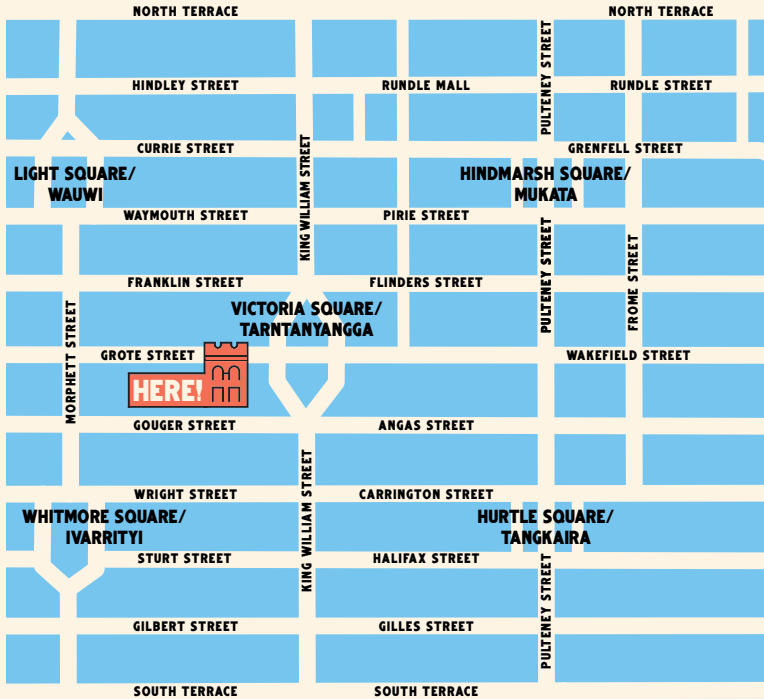 NORTH TERRACE
NORTH TERRACE
PULTENEY STREET
HINDLEY STREET
RUNDLE MALL
RUNDLE STREET
KING WILLIAM STREET
CURRIE STREET
GRENFELL STREET
LIGHT SQUARE/
WAUWI
HINDMARSH SQUARE/
MUKATA
WAYMOUTH STREET
PIRIE STREET
PULTENEY STREET
FROME STREET
FRANKLIN STREET
FLINDERS STREET
VICTORIA SQUARE/
TARNTANYANGGA
MORPHETT STREET
GROTE STREET
WAKEFIELD STREET
HERE!
GOUGER STREET
ANGAS STREET
KING WILLIAM STREET
WRIGHT STREET
CARRINGTON STREET
WHITMORE SQUARE/
IVARRITYI
HURTLE SQUARE/
TANGKAIRA
STURT STREET
HALIFAX STREET
PULTENEY STREET
GILBERT STREET
GILLES STREET
SOUTH TERRACE
SOUTH TERRACE